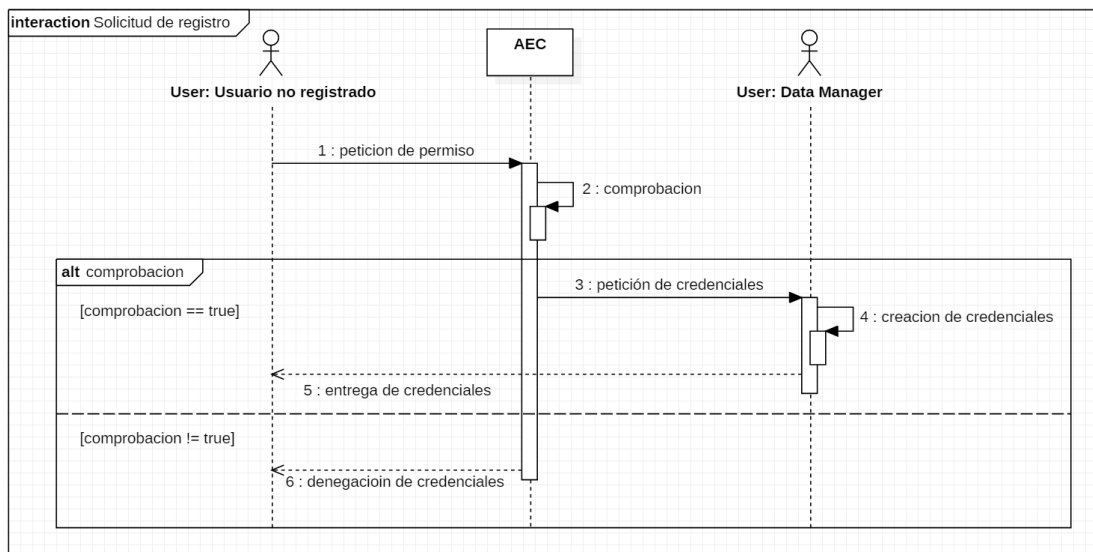 interaction Solicitud de registro
AEC
User: Usuario no registrado
User: Data Manager
1 : peticion de permiso
2 : comprobacion
alt comprobacion
3 : petición de credenciales
[comprobacion == true]
4 : creacion de credenciales
5 : entrega de credenciales
[comprobacion != true]
6 : denegacioin de credenciales